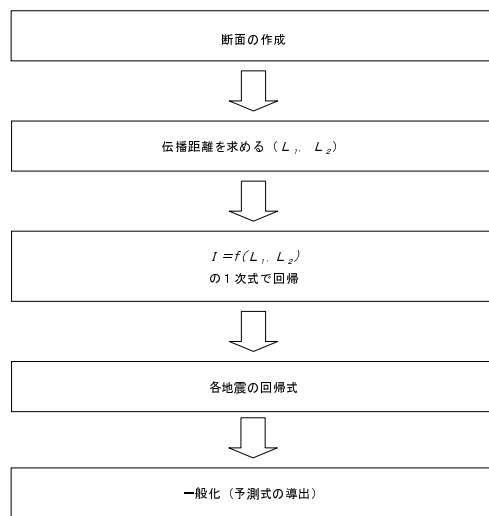 断面の作成
伝播距離を求める（L₁, L₂）
I＝f(L₁, L₂)
の１次式で回帰
各地震の回帰式
一般化（予測式の導出）